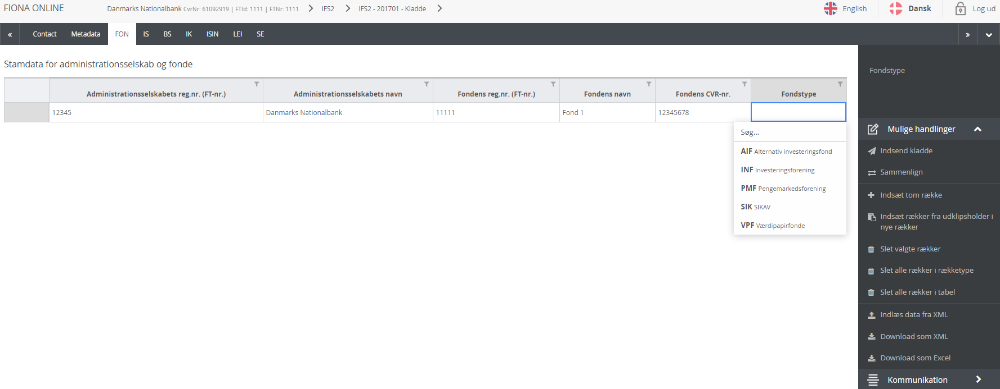 FIONA ONLINE
Danmarks Nationalbank CvrNr: 61092919 | FTId: 1111 | FTNr: 1111
IFS2
IFS2 - 201701 - Kladde
English
Dansk
Log ud
«
Contact
Metadata
FON
IS
BS
IK
ISIN
LEI
SE
»
Stamdata for administrationsselskab og fonde
Administrationsselskabets reg.nr. (FT-nr.)
Administrationsselskabets navn
Fondens reg.nr. (FT-nr.)
Fondens navn
Fondens CVR-nr.
Fondstype
12345
Danmarks Nationalbank
11111
Fond 1
12345678
Søg...
AIF Alternativ investeringsfond
INF Investeringsforening
PMF Pengemarkedsforening
SIK SIKAV
VPF Værdipapirfonde
Fondstype
Mulige handlinger
Indsend kladde
Sammenlign
Indsæt tom række
Indsæt rækker fra udklipsholder i
nye rækker
Slet valgte rækker
Slet alle rækker i rækketype
Slet alle rækker i tabel
Indlæs data fra XML
Download som XML
Download som Excel
Kommunikation